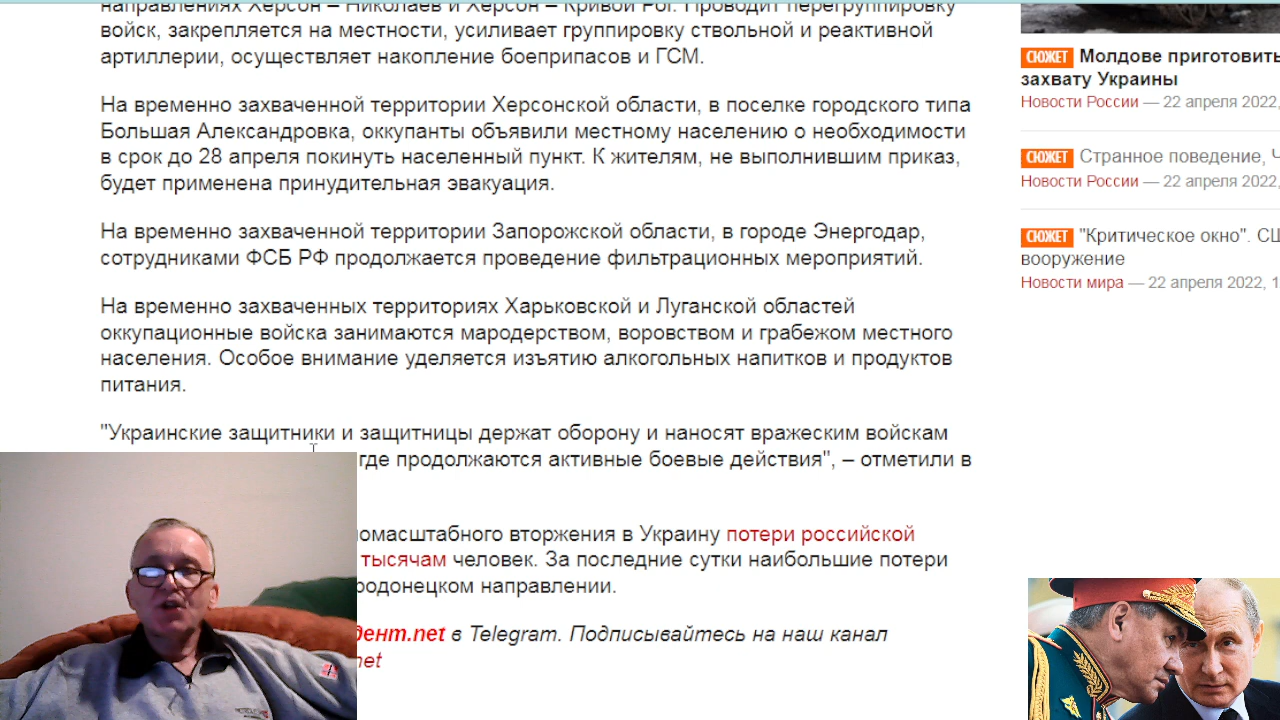 направлениях Херсон – Николаев и Херсон – Кривой Рог. Проводит перегруппировку
войск, закрепляется на местности, усиливает группировку ствольной и реактивной
артиллерии, осуществляет накопление боеприпасов и ГСМ.
На временно захваченной территории Херсонской области, в поселке городского типа
Большая Александровка, оккупанты объявили местному населению о необходимости
в срок до 28 апреля покинуть населенный пункт. К жителям, не выполнившим приказ,
будет применена принудительная эвакуация.
На временно захваченной территории Запорожской области, в городе Энергодар,
сотрудниками ФСБ РФ продолжается проведение фильтрационных мероприятий.
На временно захваченных территориях Харьковской и Луганской областей
оккупационные войска занимаются мародерством, воровством и грабежом местного
населения. Особое внимание уделяется изъятию алкогольных напитков и продуктов
питания.
"Украинские защитники и защитницы держат оборону и наносят вражеским войскам
где продолжаются активные боевые действия", – отметили в
номасштабного вторжения в Украину потери российской
тысячам человек. За последние сутки наибольшие потери
родонецком направлении.
дент.net в Telegram. Подписывайтесь на наш канал
net
СЮЖЕТ Молдове приготовить
захвату Украины
Новости России — 22 апреля 2022,
СЮЖЕТ Странное поведение, Ч
Новости России — 22 апреля 2022,
СЮЖЕТ "Критическое окно". СШ
вооружение
Новости мира — 22 апреля 2022, 1